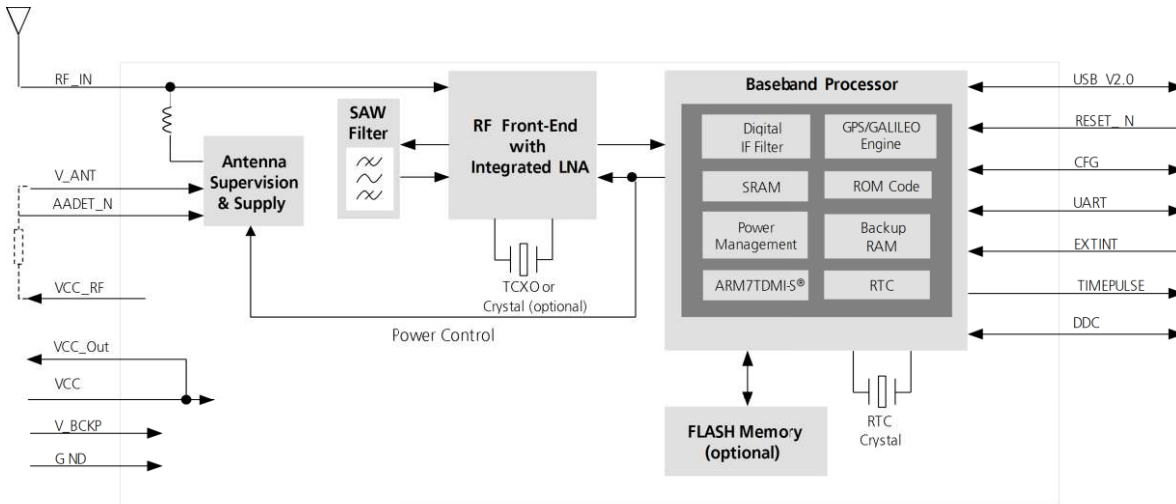 RF_IN
V_ANT
AADET_N
VCC_RF
VCC_Out
VCC
V_BCKP
GND
Antenna
Supervision
& Supply
SAW
Filter
RF Front-End
with
Integrated LNA
TCXO or
Crystal (optional)
Power Control
Baseband Processor
Digital
IF Filter
GPS/GALILEO
Engine
SRAM
ROM Code
Power
Management
Backup
RAM
ARM7TDMI-S®
RTC
FLASH Memory
(optional)
RTC
Crystal
USB V2.0
RESET_N
CFG
UART
EXTINT
TIMEPULSE
DDC